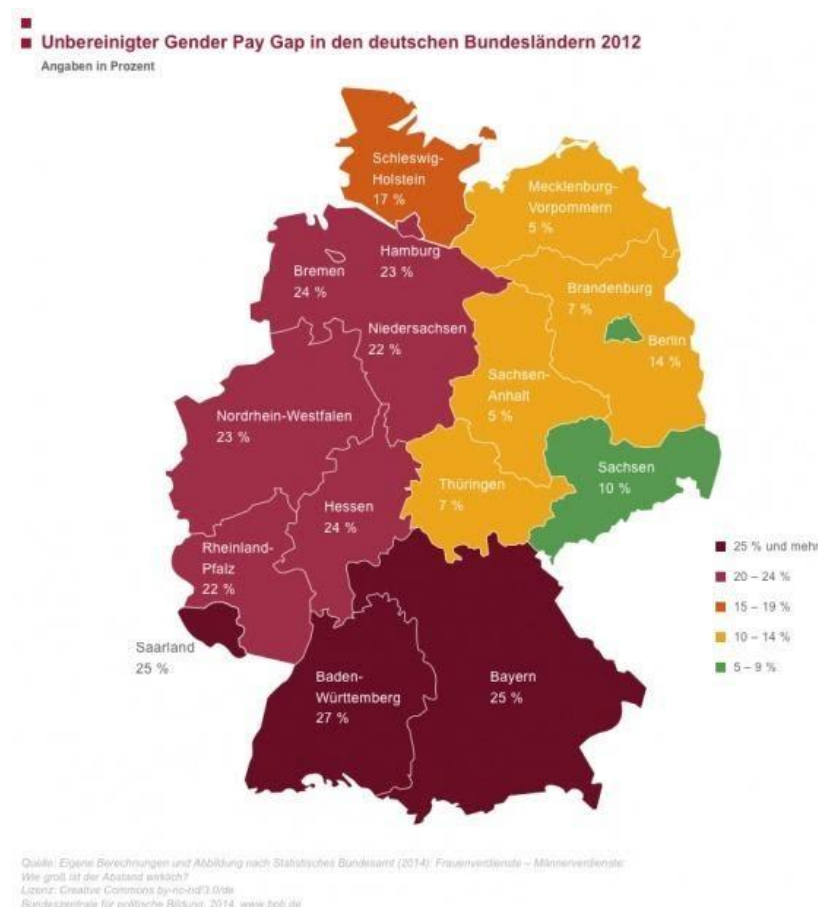 Unbereinigter Gender Pay Gap in den deutschen Bundesländern 2012
Angaben in Prozent
Schleswig-
Holstein
17 %
Mecklenburg-
Vorpommern
5 %
Hamburg
23 %
Bremen
24 %
Brandenburg
7 %
Niedersachsen
22 %
Berlin
14 %
Sachsen-
Anhalt
5 %
Nordrhein-Westfalen
23 %
Sachsen
10 %
Thüringen
7 %
Hessen
24 %
Rheinland-
Pfalz
22 %
Saarland
25 %
Baden-
Württemberg
27 %
Bayern
25 %
25 % und mehr
20 – 24 %
15 – 19 %
10 – 14 %
5 – 9 %
Quelle: Eigene Berechnungen und Abbildung nach Statistisches Bundesamt (2014): Frauenverdienste – Männerverdienste:
Wie groß ist der Abstand wirklich?
Lizenz: Creative Commons by-nc-nd/3.0/de
Bundeszentrale für politische Bildung, 2014, www.bpb.de